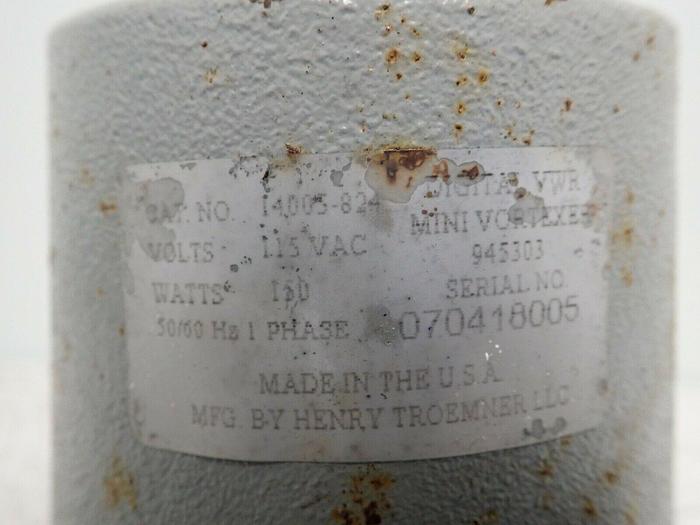 DIGITAL VWR
CAT. NO. 14005-824
MINI VORTEXER
VOLTS 115 VAC
945303
WATTS 150
SERIAL NO.
50/60 Hz 1 PHASE
070418005
MADE IN THE U.S.A.
MFG. BY HENRY TROEMNER LLC